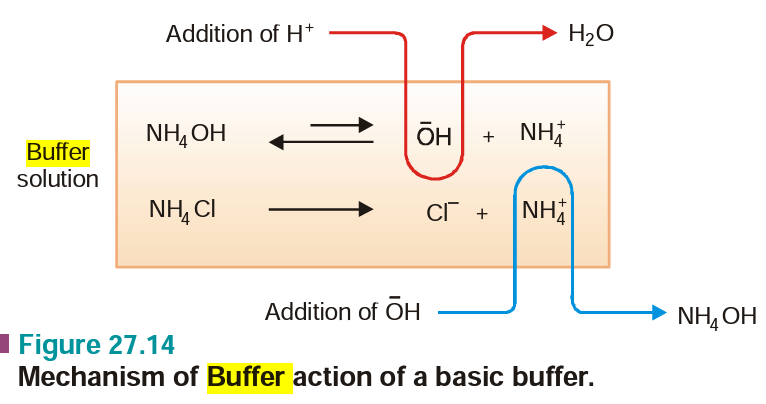 Addition of H⁺ H₂O
NH₄OH ŌH + NH₄⁺
Buffer
solution
NH₄Cl Cl⁻ + NH₄⁺
Addition of ŌH NH₄OH
Figure 27.14
Mechanism of Buffer action of a basic buffer.